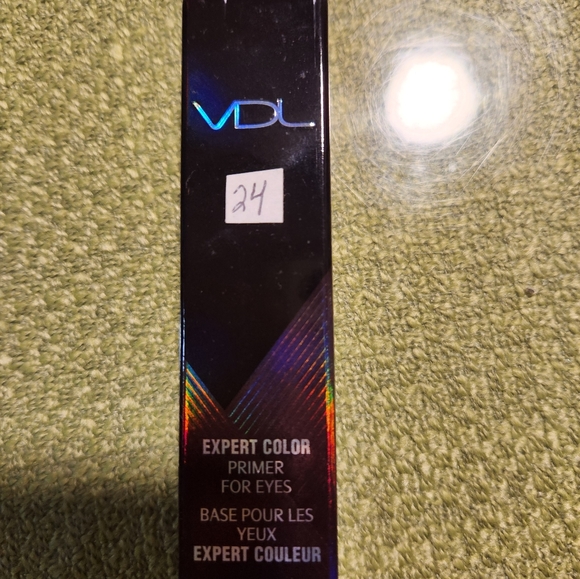 VDL
24
EXPERT COLOR
PRIMER
FOR EYES
BASE POUR LES
YEUX
EXPERT COULEUR